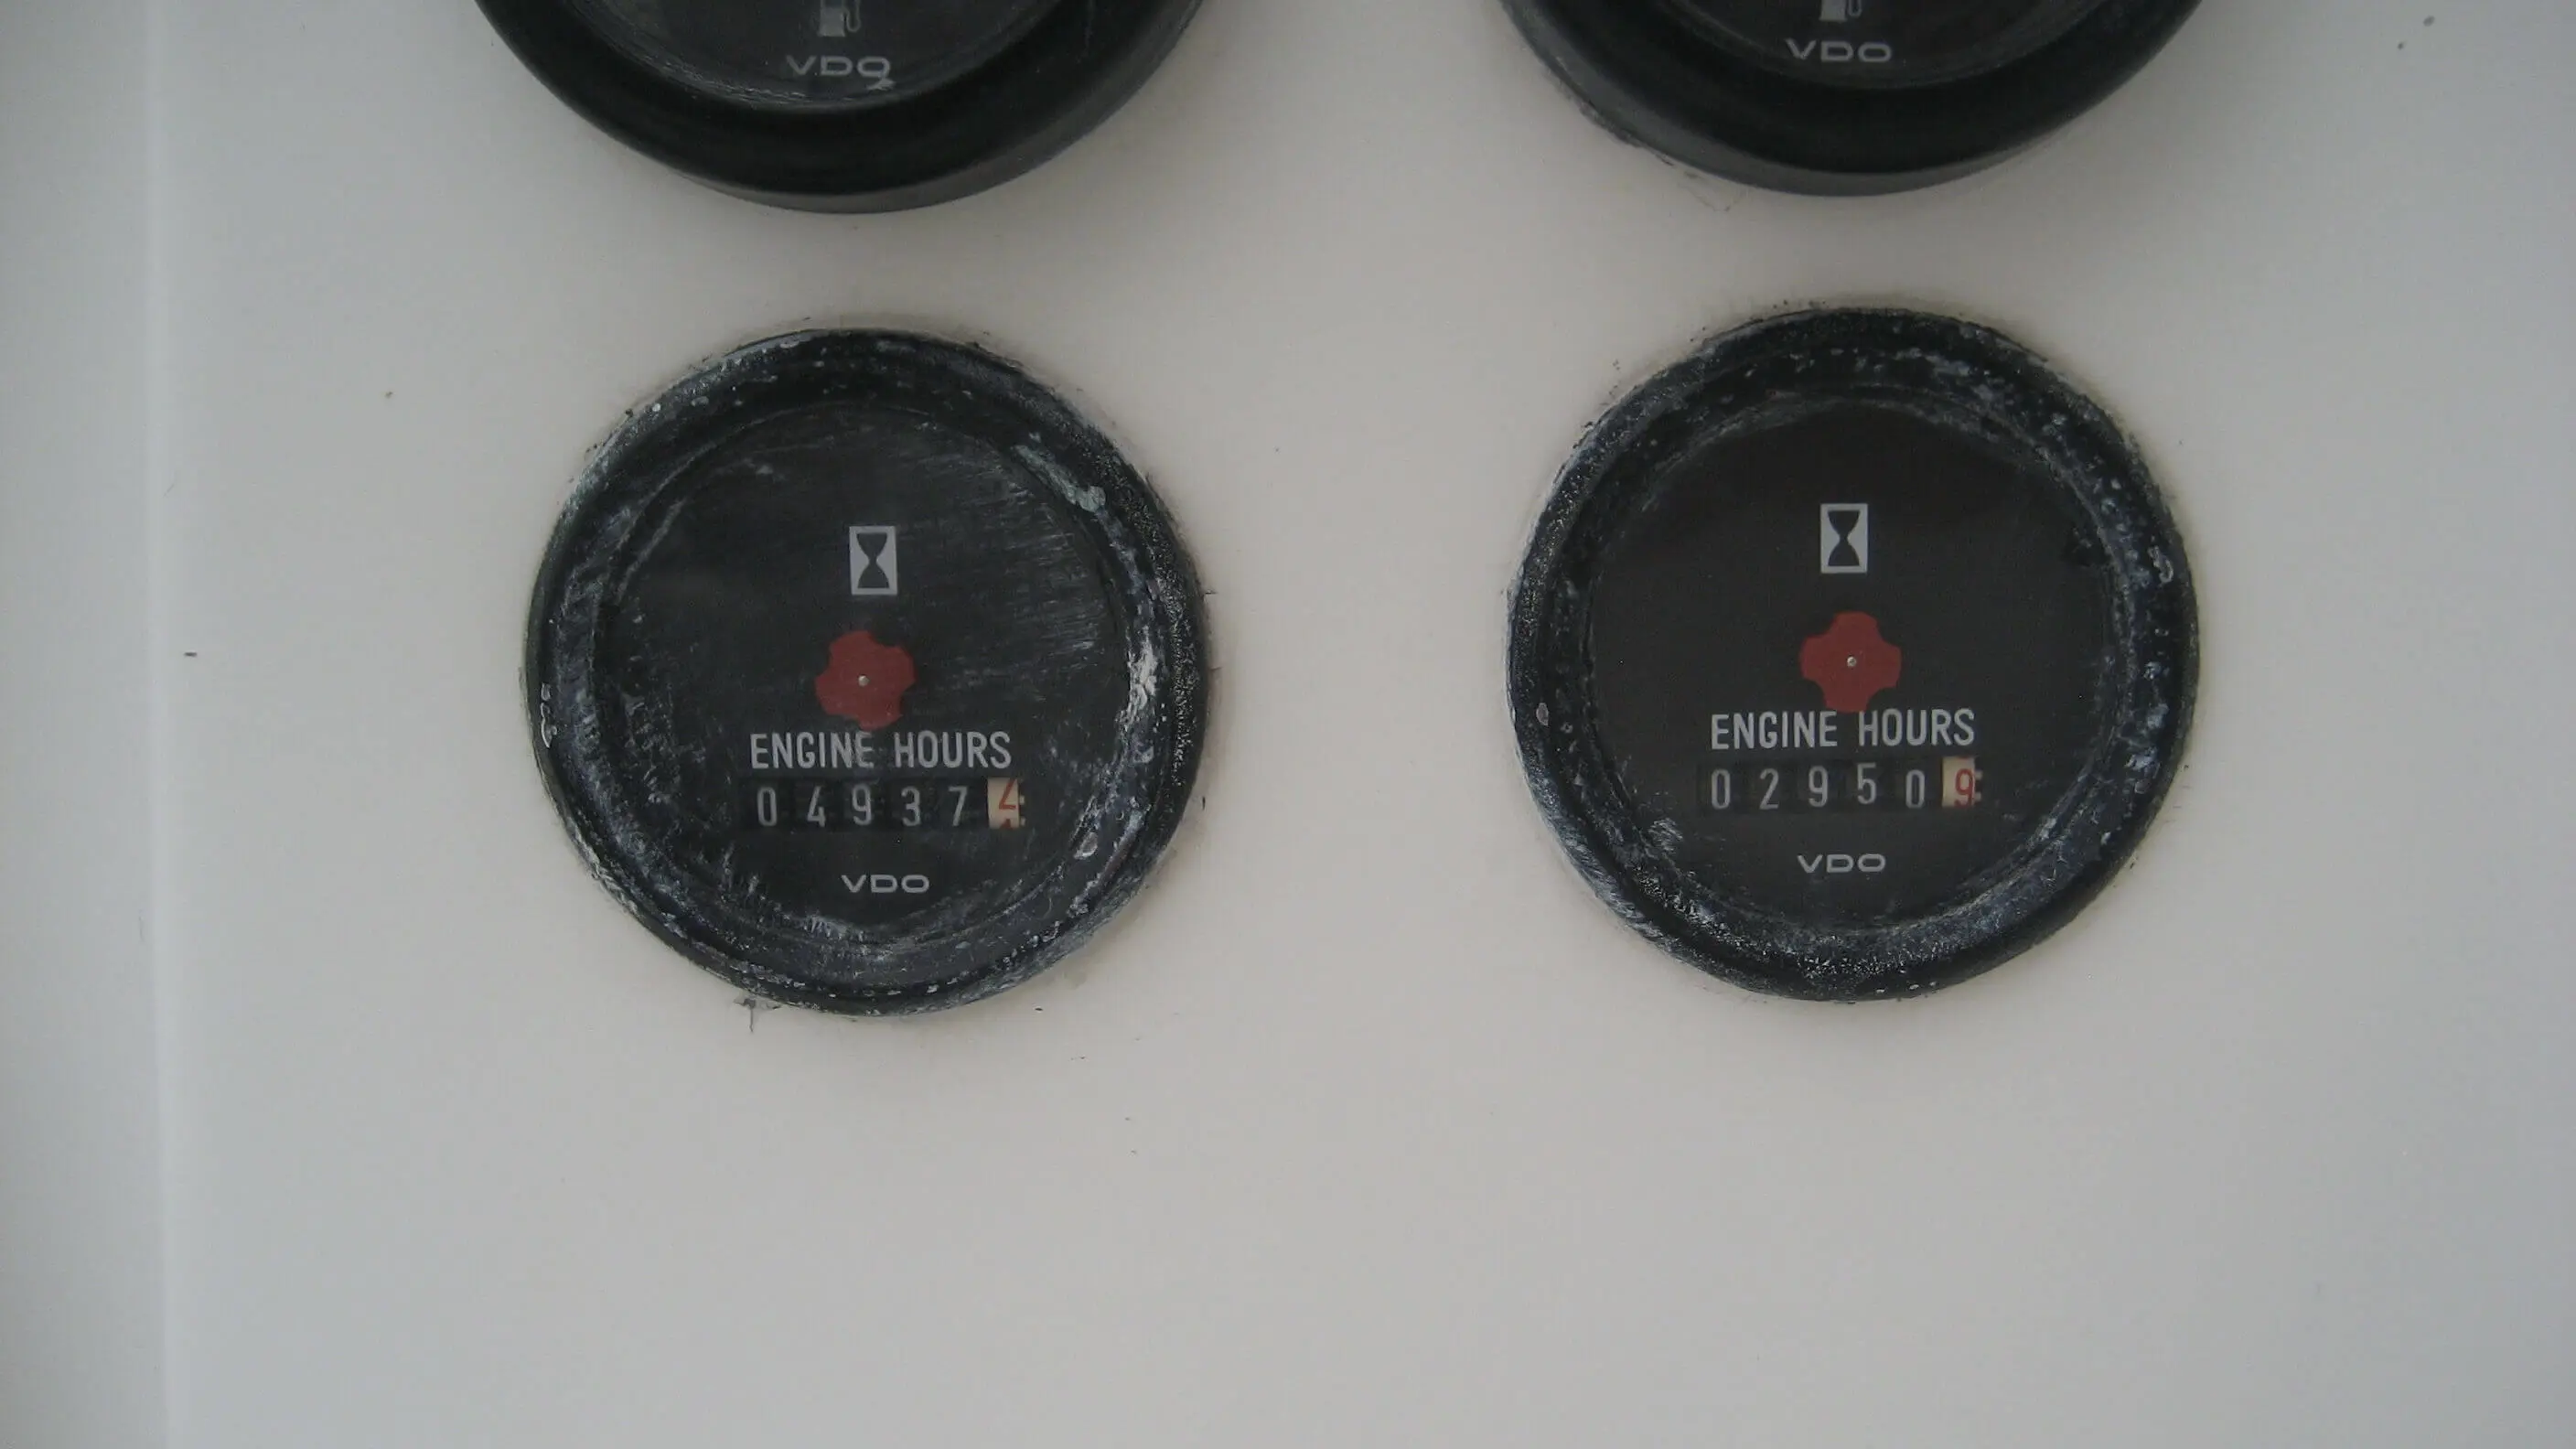 VDO
VDO
ENGINE HOURS
049374
VDO
ENGINE HOURS
029509
VDO